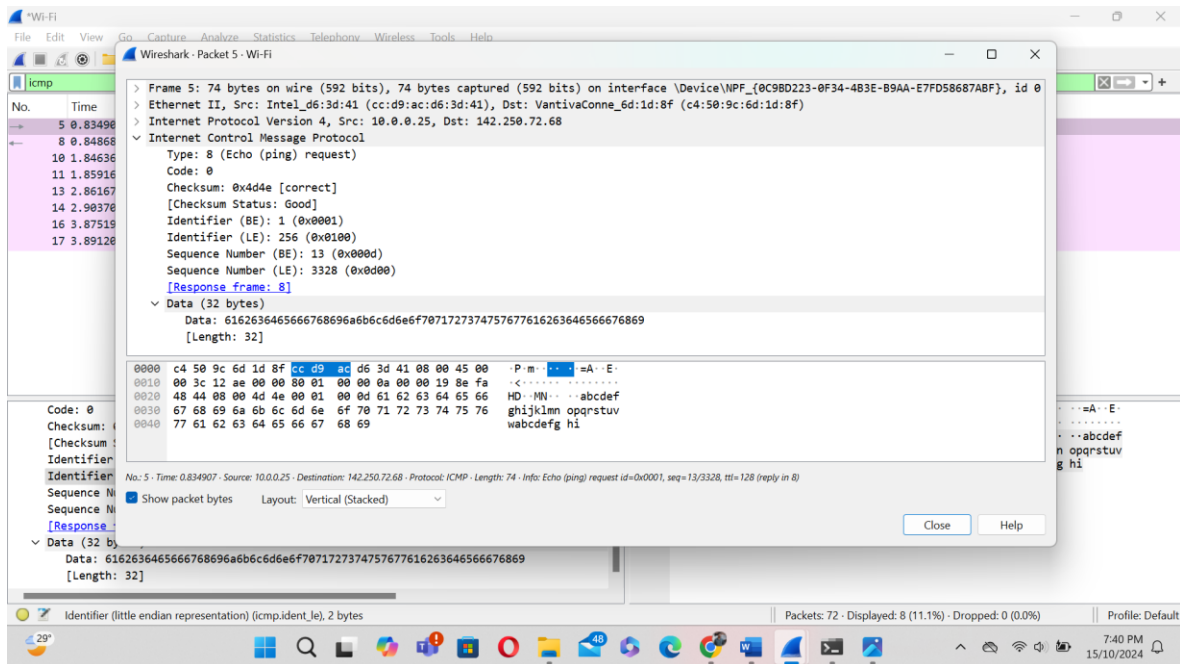 *Wi-Fi
File Edit View Go Capture Analyze Statistics Telephony Wireless Tools Help
Wireshark · Packet 5 · Wi-Fi
icmp
No. Time
5 0.83490
8 0.84868
10 1.84636
11 1.85916
13 2.86167
14 2.90370
16 3.87519
17 3.89120
Frame 5: 74 bytes on wire (592 bits), 74 bytes captured (592 bits) on interface \Device\NPF_{0C9BD223-0F34-4B3E-B9AA-E7FD58687ABF}, id 0
Ethernet II, Src: Intel_d6:3d:41 (cc:d9:ac:d6:3d:41), Dst: VantivaConne_6d:1d:8f (c4:50:9c:6d:1d:8f)
Internet Protocol Version 4, Src: 10.0.0.25, Dst: 142.250.72.68
Internet Control Message Protocol
Type: 8 (Echo (ping) request)
Code: 0
Checksum: 0x4d4e [correct]
[Checksum Status: Good]
Identifier (BE): 1 (0x0001)
Identifier (LE): 256 (0x0100)
Sequence Number (BE): 13 (0x000d)
Sequence Number (LE): 3328 (0x0d00)
[Response frame: 8]
Data (32 bytes)
Data: 6162636465666768696a6b6c6d6e6f7071727374757677616263646566676869
[Length: 32]
0000 c4 50 9c 6d 1d 8f cc d9 ac d6 3d 41 08 00 45 00 ·P·m·· ·· ·=A··E·
0010 00 3c 12 ae 00 00 80 01 00 00 0a 00 00 19 8e fa ·<······ ········
0020 48 44 08 00 4d 4e 00 01 00 0d 61 62 63 64 65 66 HD··MN·· ··abcdef
0030 67 68 69 6a 6b 6c 6d 6e 6f 70 71 72 73 74 75 76 ghijklmn opqrstuv
0040 77 61 62 63 64 65 66 67 68 69 wabcdefg hi
No.: 5 · Time: 0.834907 · Source: 10.0.0.25 · Destination: 142.250.72.68 · Protocol: ICMP · Length: 74 · Info: Echo (ping) request id=0x0001, seq=13/3328, ttl=128 (reply in 8)
Show packet bytes Layout: Vertical (Stacked)
Close Help
Code: 0
Checksum:
[Checksum
Identifier
Identifier
Sequence
Sequence
[Response
Data (32
Data: 6162636465666768696a6b6c6d6e6f7071727374757677616263646566676869
[Length: 32]
· ··=A··E·
· ········
· ··abcdef
n opqrstuv
g hi
Identifier (little endian representation) (icmp.ident_le), 2 bytes
Packets: 72 · Displayed: 8 (11.1%) · Dropped: 0 (0.0%)
Profile: Default
29°
48
7:40 PM
15/10/2024